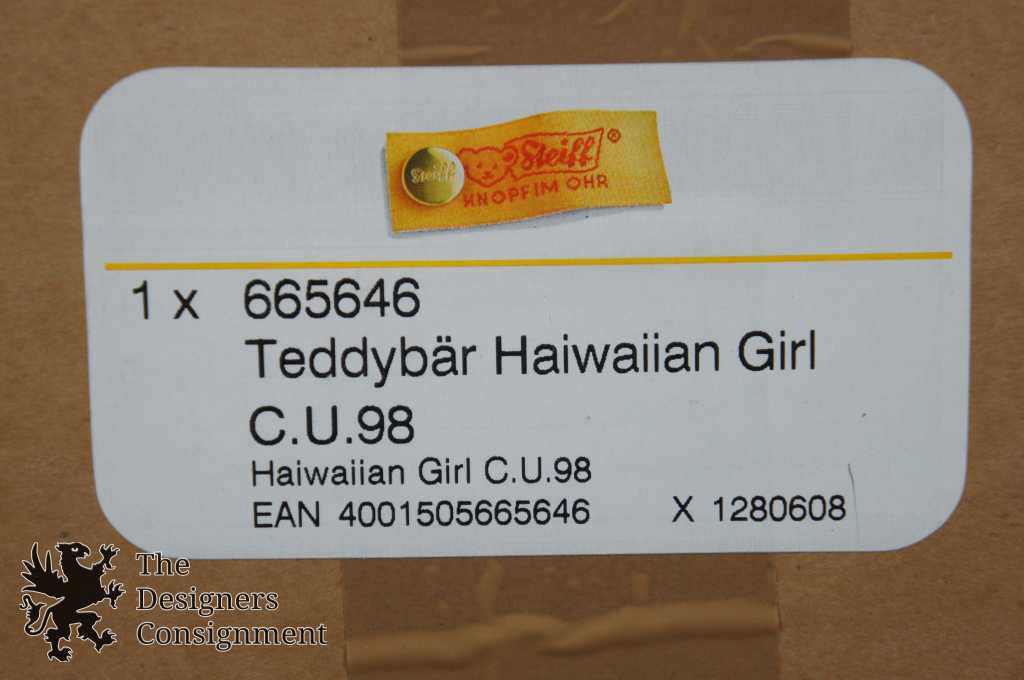 Steiff
Steiff ®
KNOPF IM OHR
1 x 665646
Teddybär Haiwaiian Girl
C.U.98
Haiwaiian Girl C.U.98
EAN 4001505665646 X 1280608
The
Designers
Consignment